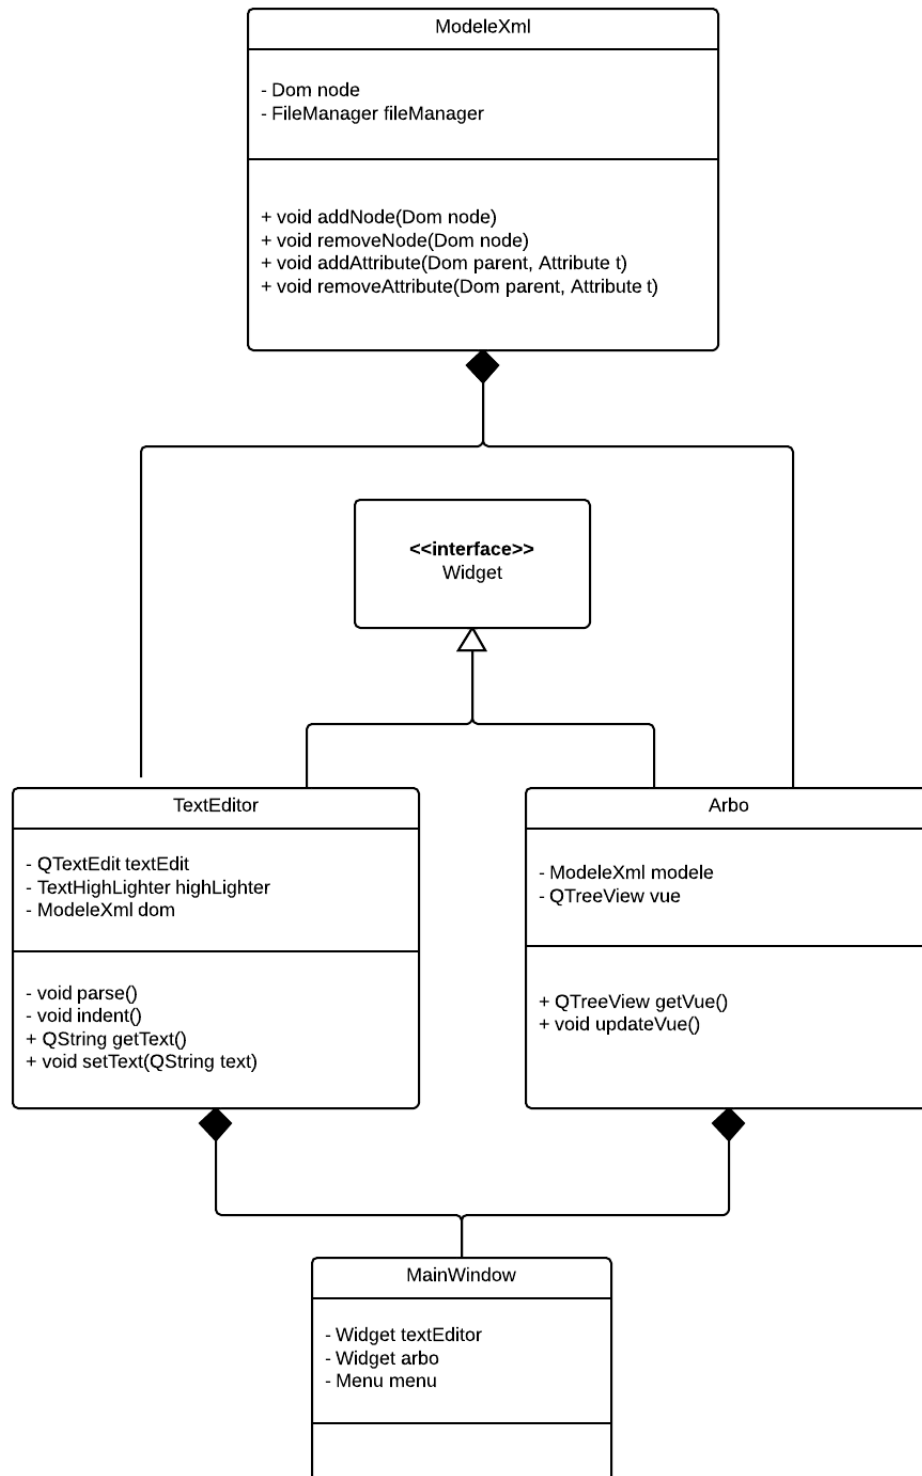 ModeleXml
- Dom node
- FileManager fileManager
+ void addNode(Dom node)
+ void removeNode(Dom node)
+ void addAttribute(Dom parent, Attribute t)
+ void removeAttribute(Dom parent, Attribute t)
<<interface>>
Widget
TextEditor
- QTextEdit textEdit
- TextHighLighter highLighter
- ModeleXml dom
- void parse()
- void indent()
+ QString getText()
+ void setText(QString text)
Arbo
- ModeleXml modele
- QTreeView vue
+ QTreeView getVue()
+ void updateVue()
MainWindow
- Widget textEditor
- Widget arbo
- Menu menu